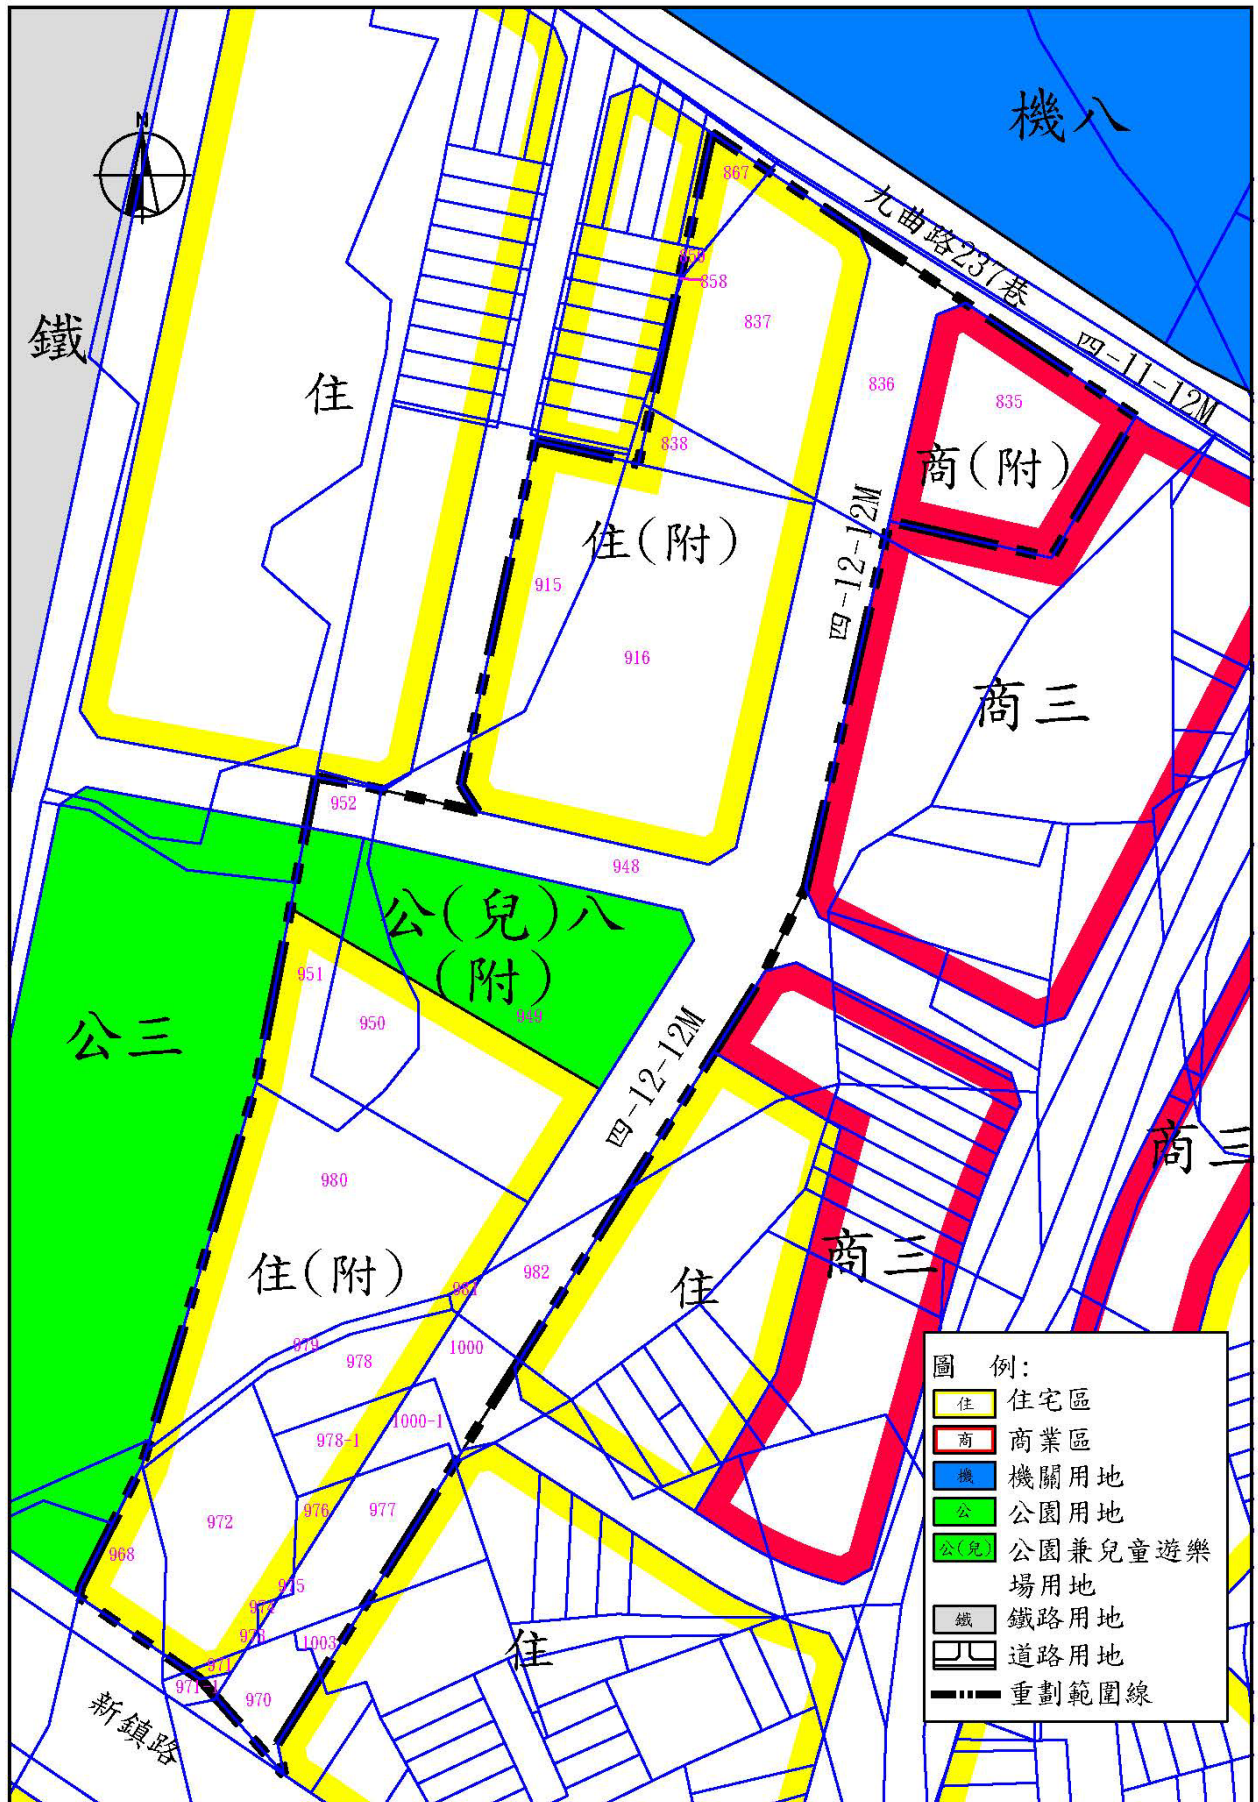 機八
N
867
九曲路237巷
859
858
鐵
837
四-11-12M
住
836
835
838
商(附)
住(附)
四-12-12M
915
916
商三
952
948
公(兒)八
(附)
951
950
949
公三
四-12-12M
商三
980
住(附)
982
981
住
商三
979
978
1000
1000-1
978-1
976
977
972
968
975
974
973
1003
971
971-1
970
住
新鎮路
圖 例:
住 住宅區
商 商業區
機 機關用地
公 公園用地
公(兒) 公園兼兒童遊樂
場用地
鐵 鐵路用地
道路用地
重劃範圍線